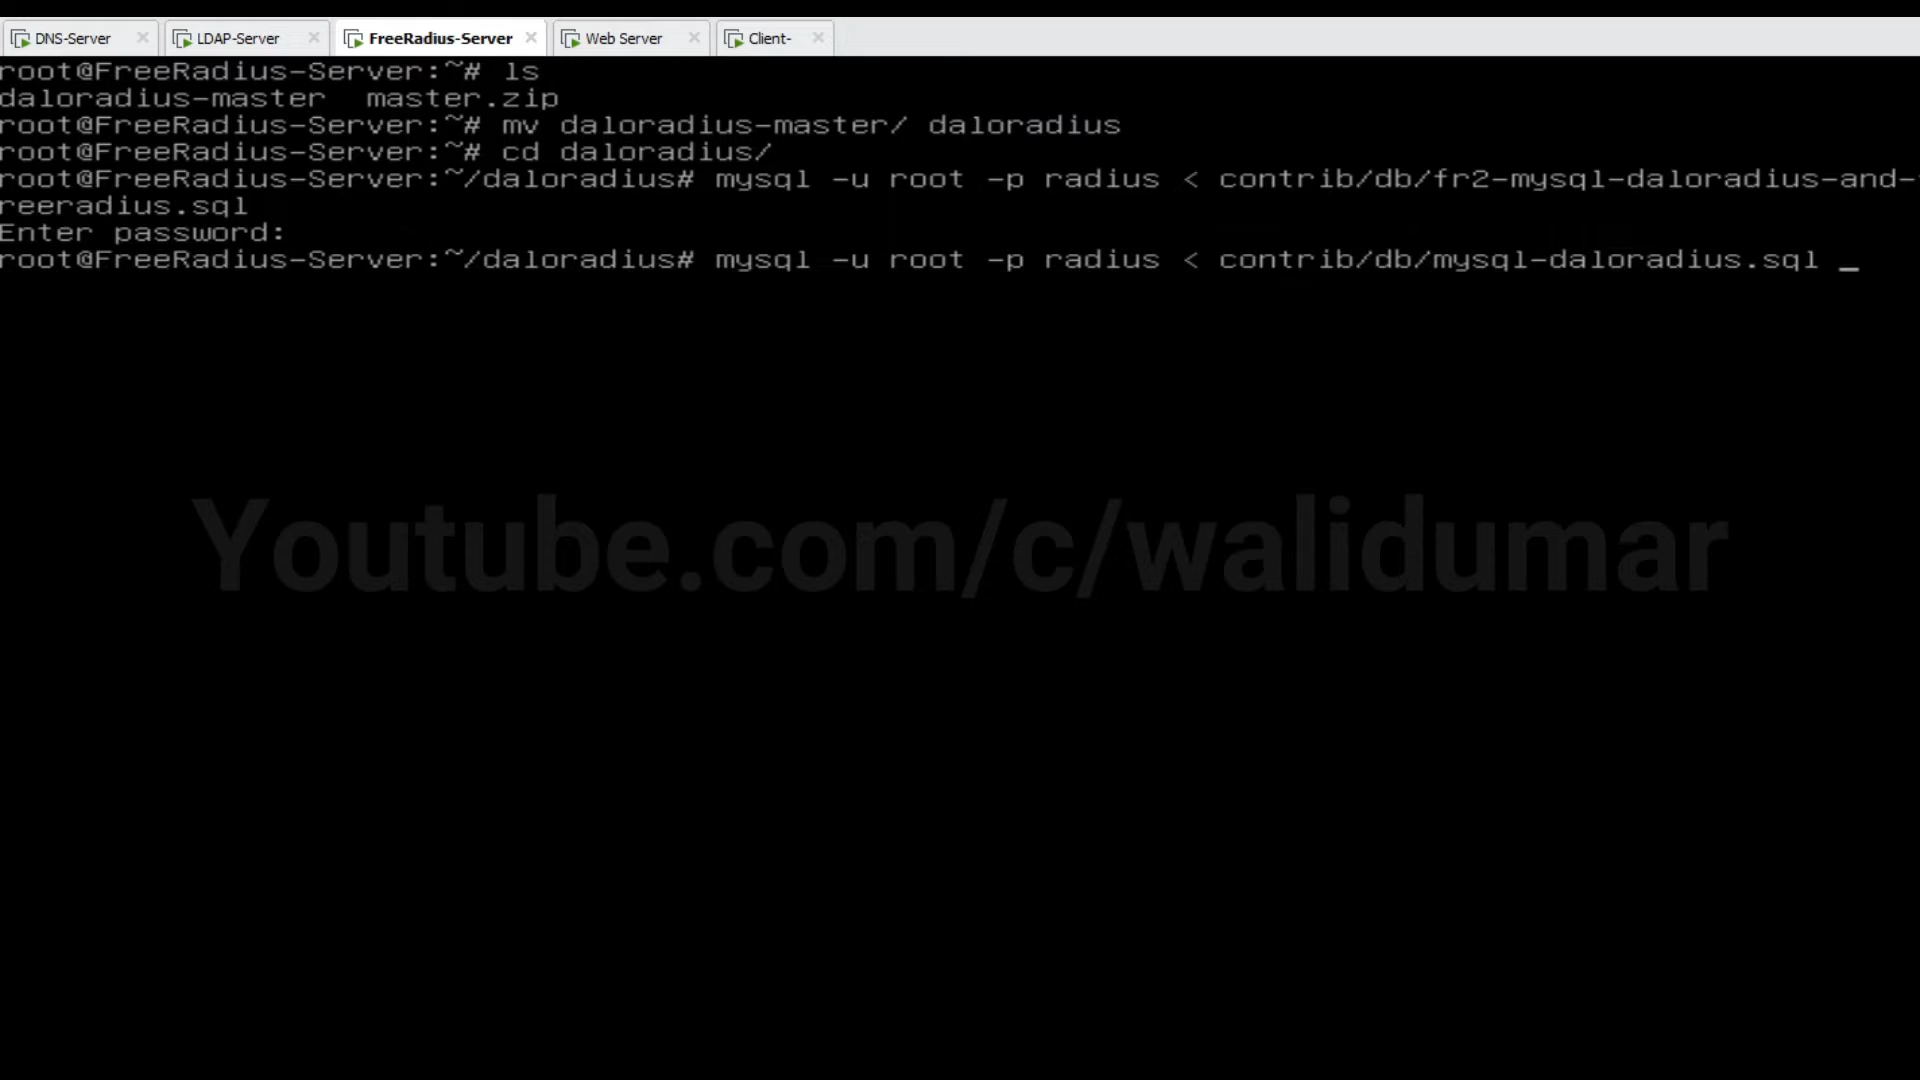 DNS-Server
LDAP-Server
FreeRadius-Server
Web Server
Client-
root@FreeRadius-Server:~# ls
daloradius-master  master.zip
root@FreeRadius-Server:~# mv daloradius-master/ daloradius
root@FreeRadius-Server:~# cd daloradius/
root@FreeRadius-Server:~/daloradius# mysql -u root -p radius < contrib/db/fr2-mysql-daloradius-and-
reeradius.sql
Enter password:
root@FreeRadius-Server:~/daloradius# mysql -u root -p radius < contrib/db/mysql-daloradius.sql _
Youtube.com/c/walidumar